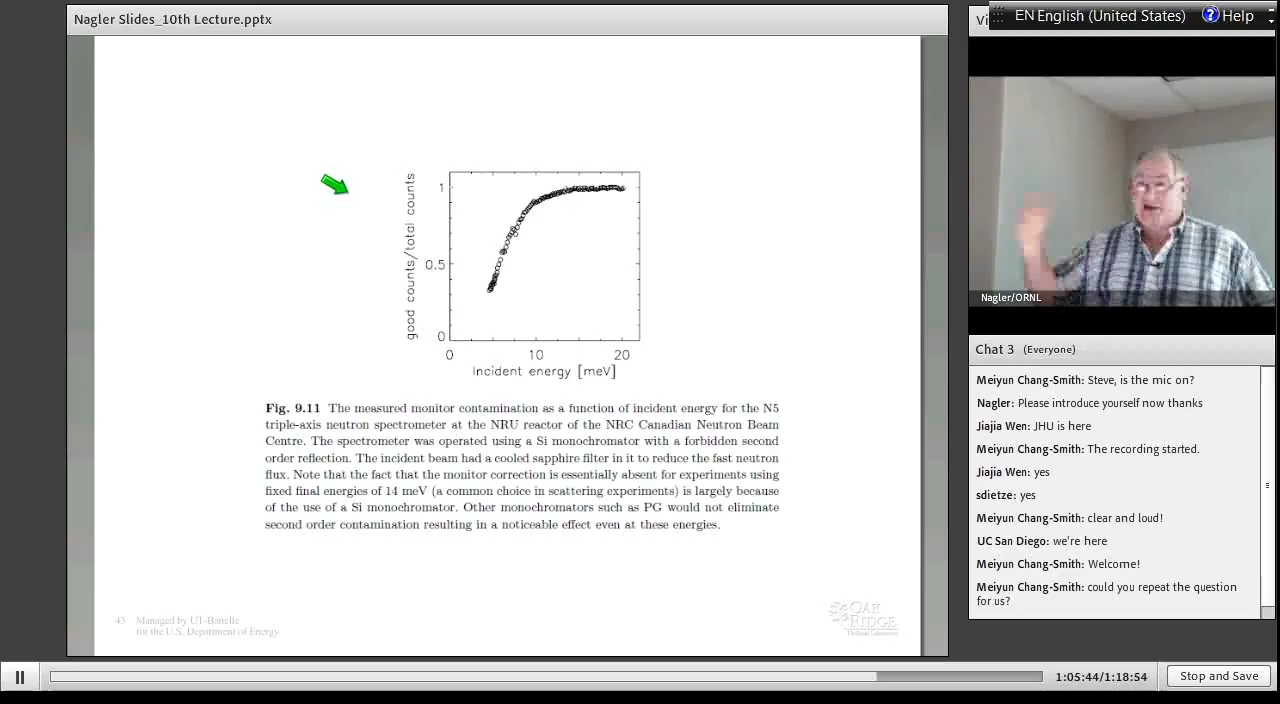 Nagler Slides_10th Lecture.pptx
Vi
EN English (United States)
Help
good counts/total counts
1
0.5
0
0
10
20
Incident energy [meV]
Fig. 9.11 The measured monitor contamination as a function of incident energy for the N5
triple-axis neutron spectrometer at the NRU reactor of the NRC Canadian Neutron Beam
Centre. The spectrometer was operated using a Si monochromator with a forbidden second
order reflection. The incident beam had a cooled sapphire filter in it to reduce the fast neutron
flux. Note that the fact that the monitor correction is essentially absent for experiments using
fixed final energies of 14 meV (a common choice in scattering experiments) is largely because
of the use of a Si monochromator. Other monochromators such as PG would not eliminate
second order contamination resulting in a noticeable effect even at these energies.
43 Managed by UT-Battelle
for the U.S. Department of Energy
OAK
RIDGE
National Laboratory
Nagler/ORNL
Chat 3 (Everyone)
Meiyun Chang-Smith: Steve, is the mic on?
Nagler: Please introduce yourself now thanks
Jiajia Wen: JHU is here
Meiyun Chang-Smith: The recording started.
Jiajia Wen: yes
sdietze: yes
Meiyun Chang-Smith: clear and loud!
UC San Diego: we're here
Meiyun Chang-Smith: Welcome!
Meiyun Chang-Smith: could you repeat the question
for us?
1:05:44/1:18:54
Stop and Save